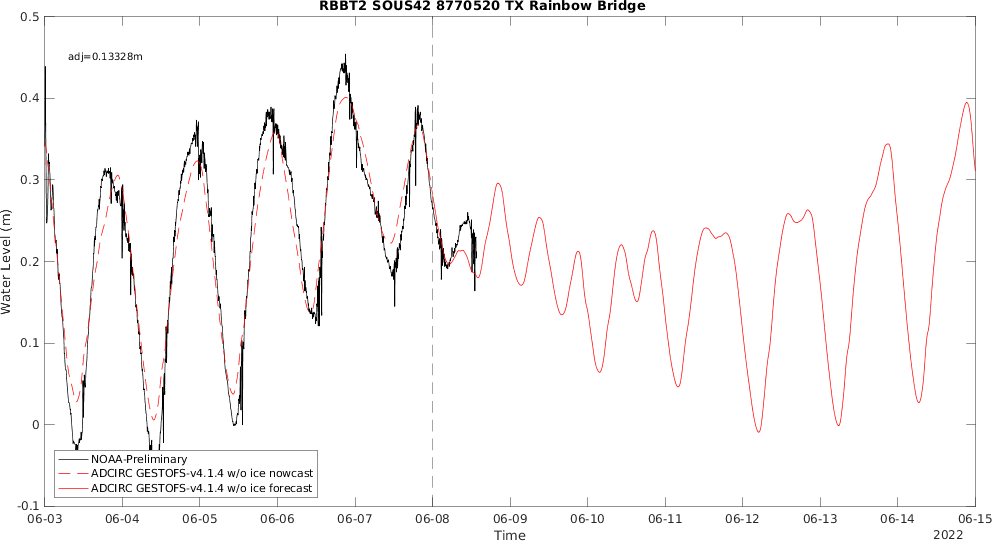 RBBT2 SOUS42 8770520 TX Rainbow Bridge
adj=0.13328m
Water Level (m)
0.5
0.4
0.3
0.2
0.1
0
-0.1
NOAA-Preliminary
ADCIRC GESTOFS-v4.1.4 w/o ice nowcast
ADCIRC GESTOFS-v4.1.4 w/o ice forecast
06-03 06-04 06-05 06-06 06-07 06-08 06-09 06-10 06-11 06-12 06-13 06-14 06-15
Time
2022